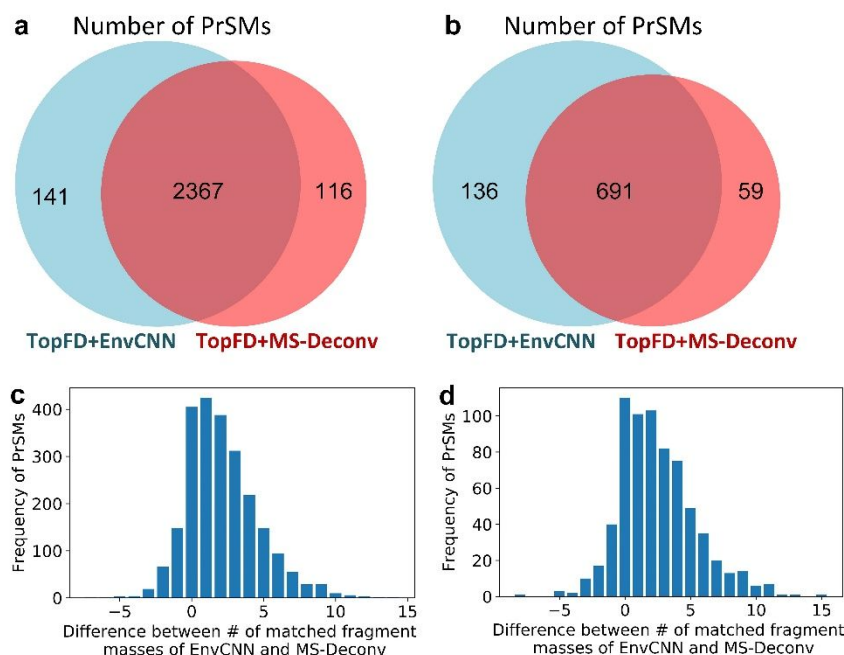 a
Number of PrSMs
141
2367
116
TopFD+EnvCNN
TopFD+MS-Deconv
b
Number of PrSMs
136
691
59
TopFD+EnvCNN
TopFD+MS-Deconv
c
Frequency of PrSMs
400
300
200
100
0
−5
0
5
10
15
Difference between # of matched fragment
masses of EnvCNN and MS-Deconv
d
Frequency of PrSMs
100
80
60
40
20
0
−5
0
5
10
15
Difference between # of matched fragment
masses of EnvCNN and MS-Deconv